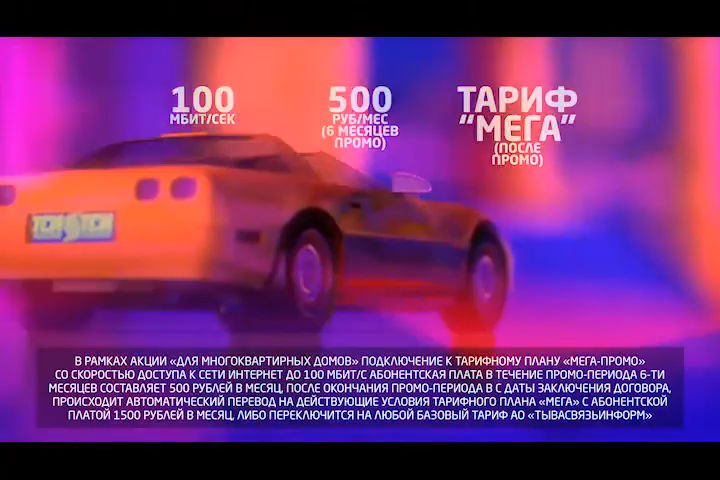 100
МБИТ/СЕК
500
РУБ/МЕС
(6 МЕСЯЦЕВ
ПРОМО)
ТАРИФ
“МЕГА”
(ПОСЛЕ
ПРОМО)
В РАМКАХ АКЦИИ «ДЛЯ МНОГОКВАРТИРНЫХ ДОМОВ» ПОДКЛЮЧЕНИЕ К ТАРИФНОМУ ПЛАНУ «МЕГА-ПРОМО»
СО СКОРОСТЬЮ ДОСТУПА К СЕТИ ИНТЕРНЕТ ДО 100 МБИТ/С АБОНЕНТСКАЯ ПЛАТА В ТЕЧЕНИЕ ПРОМО-ПЕРИОДА 6-ТИ
МЕСЯЦЕВ СОСТАВЛЯЕТ 500 РУБЛЕЙ В МЕСЯЦ, ПОСЛЕ ОКОНЧАНИЯ ПРОМО-ПЕРИОДА В С ДАТЫ ЗАКЛЮЧЕНИЯ ДОГОВОРА,
ПРОИСХОДИТ АВТОМАТИЧЕСКИЙ ПЕРЕВОД НА ДЕЙСТВУЮЩИЕ УСЛОВИЯ ТАРИФНОГО ПЛАНА «МЕГА» С АБОНЕНТСКОЙ
ПЛАТОЙ 1500 РУБЛЕЙ В МЕСЯЦ, ЛИБО ПЕРЕКЛЮЧИТСЯ НА ЛЮБОЙ БАЗОВЫЙ ТАРИФ АО «ТЫВАСВЯЗЬИНФОРМ»